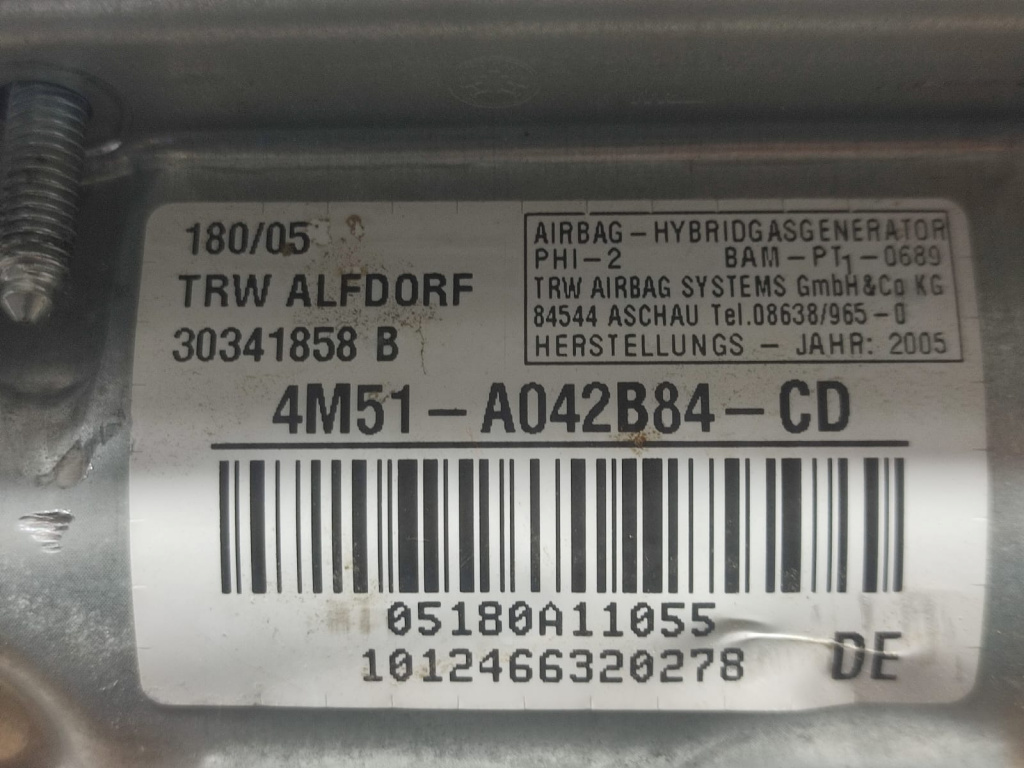 180/05
TRW ALFDORF
30341858 B
AIRBAG – HYBRIDGASGENERATOR
PHI – 2 BAM – PT1 – 0689
TRW AIRBAG SYSTEMS GmbH & Co KG
84544 ASCHAU Tel.08638/965 – 0
HERSTELLUNGS – JAHR: 2005
4M51 – A042B84 – CD
05180A11055
1012466320278
DE